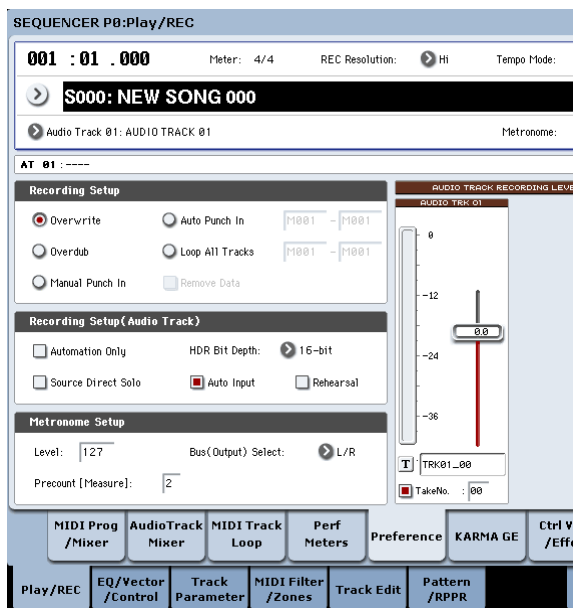 SEQUENCER P0:Play/REC
001 :01 .000 Meter: 4/4 REC Resolution: Hi Tempo Mode:
S000: NEW SONG 000
Audio Track 01: AUDIO TRACK 01 Metronome:
AT 01 :----
Recording Setup
Overwrite Auto Punch In M001 - M001
Overdub Loop All Tracks M001 - M001
Manual Punch In Remove Data
Recording Setup(Audio Track)
Automation Only HDR Bit Depth: 16-bit
Source Direct Solo Auto Input Rehearsal
Metronome Setup
Level: 127 Bus(Output) Select: L/R
Precount [Measure]: 2
AUDIO TRACK RECORDING LEVE
AUDIO TRK 01
0
-12
0.0
-24
-36
T TRK01_00
TakeNo. : 00
MIDI Prog /Mixer AudioTrack Mixer MIDI Track Loop Perf Meters Preference KARMA GE Ctrl V /Effe
Play/REC EQ/Vector /Control Track Parameter MIDI Filter /Zones Track Edit Pattern /RPPR